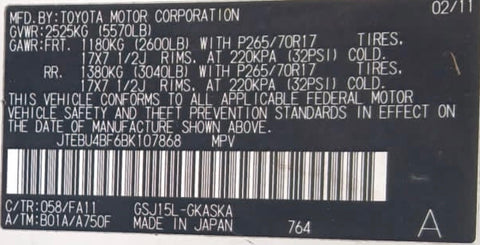 MFD.BY:TOYOTA MOTOR CORPORATION 02/11
GVWR:2525KG (5570LB)
GAWR:FRT. 1180KG (2600LB) WITH P265/70R17 TIRES,
17X7 1/2J RIMS, AT 220KPA (32PSI) COLD.
RR. 1380KG (3040LB) WITH P265/70R17 TIRES,
17X7 1/2J RIMS, AT 220KPA (32PSI) COLD.
THIS VEHICLE CONFORMS TO ALL APPLICABLE FEDERAL MOTOR
VEHICLE SAFETY AND THEFT PREVENTION STANDARDS IN EFFECT ON
THE DATE OF MANUFACTURE SHOWN ABOVE.
JTEBU4BF6BK107868 MPV
C/TR:058/FA11 GSJ15L-GKASKA
A/TM:B01A/A750F MADE IN JAPAN 764 A